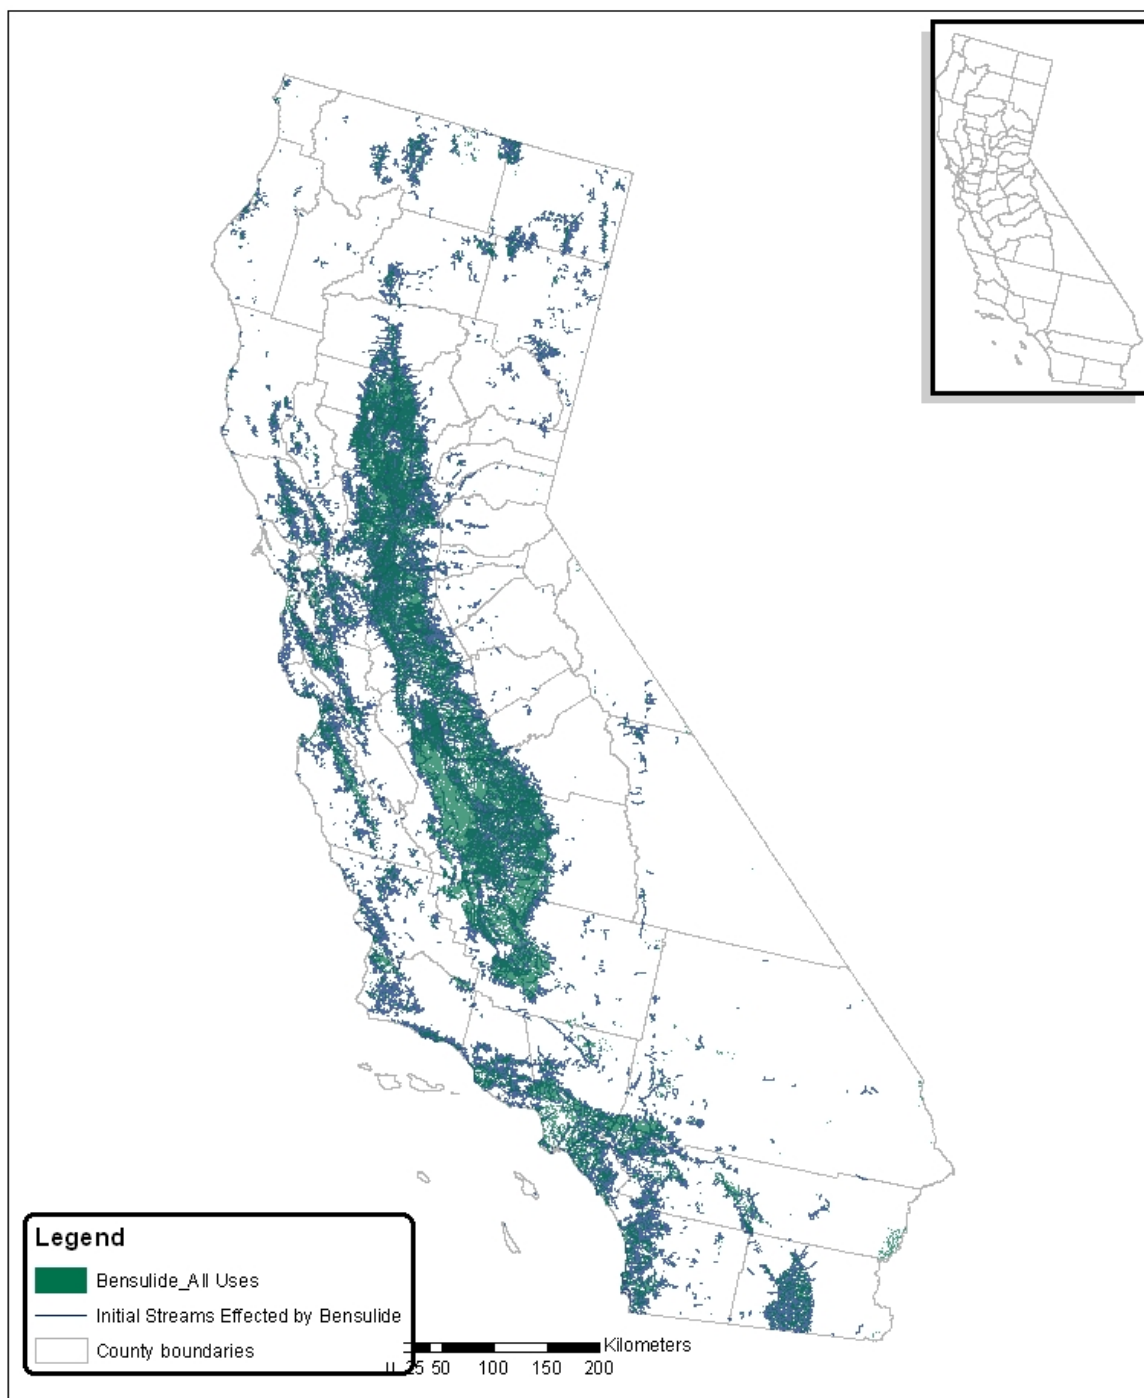 Legend
Bensulide_All Uses
Initial Streams Effected by Bensulide
County boundaries
Kilometers
25 50 100 150 200